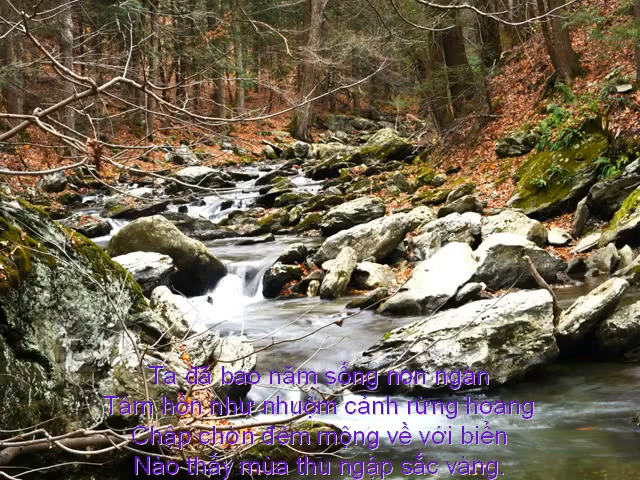 Ta đã bao năm sống non ngàn
Tâm hồn như nhuộm cảnh rừng hoang
Chập chờn đêm mộng về với biển
Nào thấy mùa thu ngập sắc vàng.